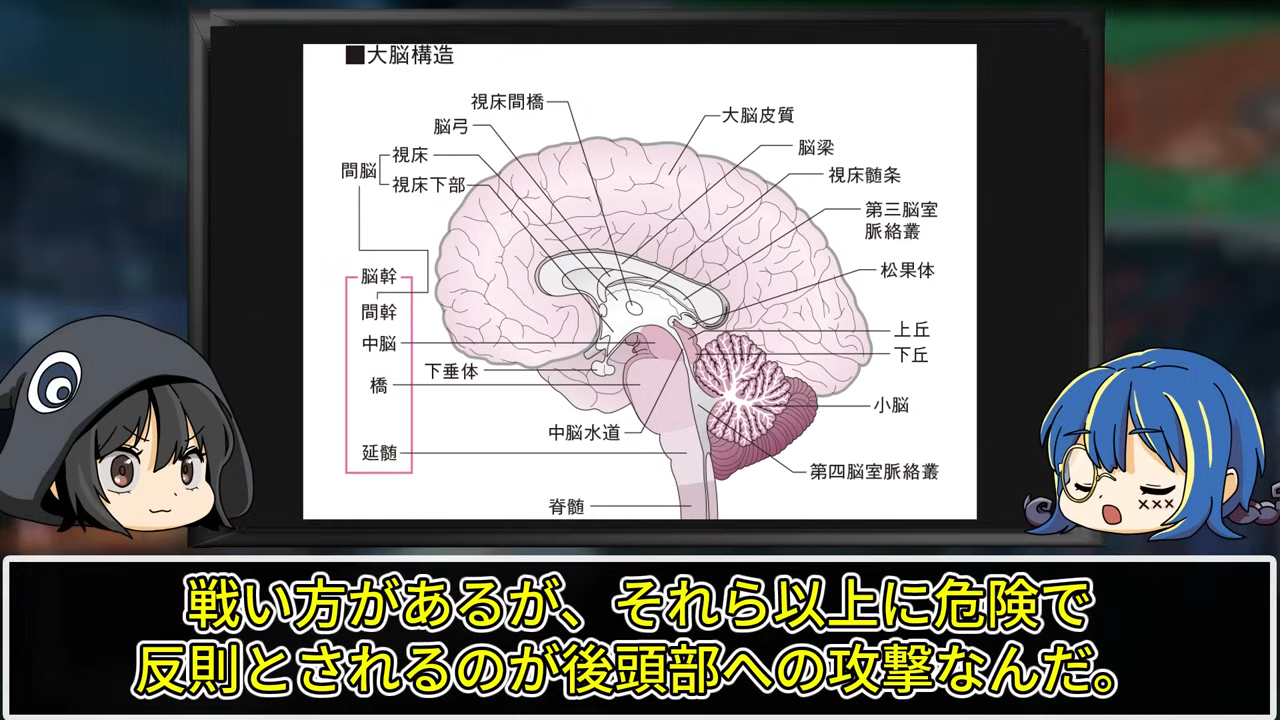 ■大脳構造
視床間橋
脳弓
視床
間脳
視床下部
大脳皮質
脳梁
視床髄条
第三脳室
脈絡叢
松果体
脳幹
間幹
中脳
下垂体
橋
上丘
下丘
小脳
中脳水道
延髄
第四脳室脈絡叢
脊髄
戦い方があるが、それら以上に危険で
反則とされるのが後頭部への攻撃なんだ。